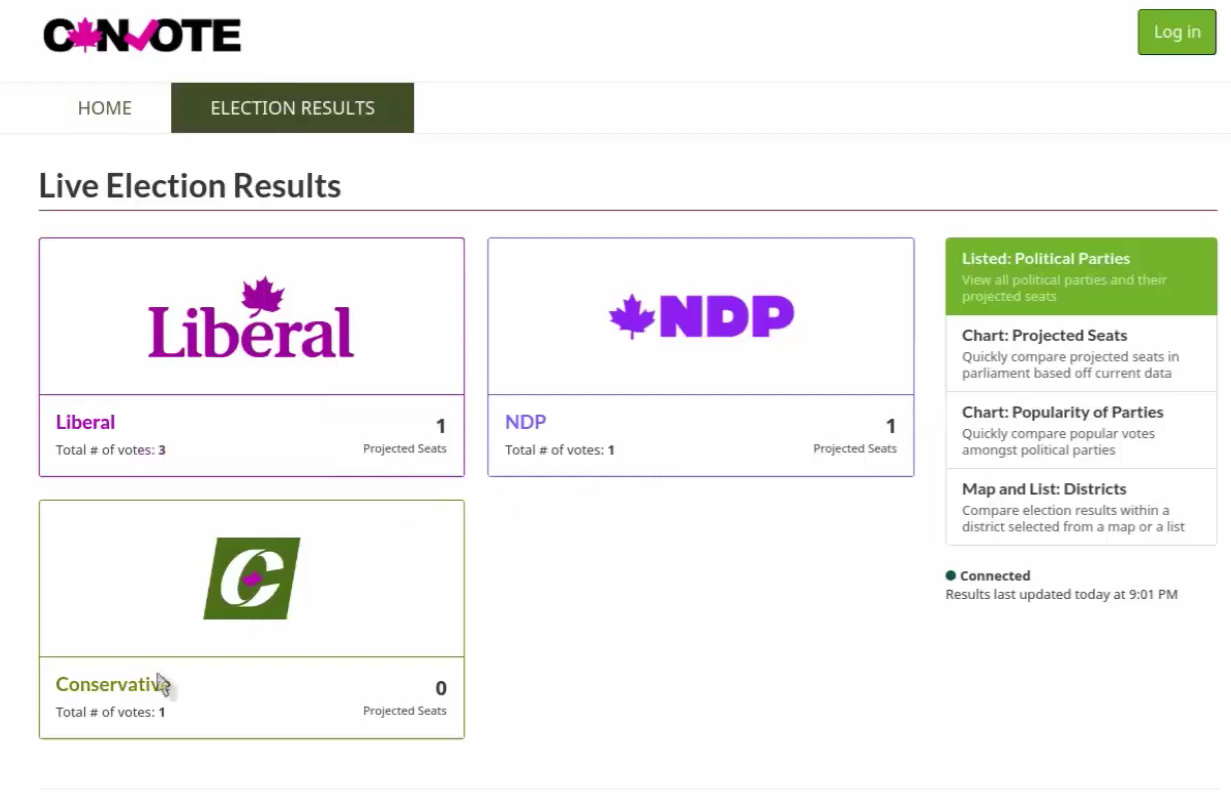 CANVOTE
Log in
HOME
ELECTION RESULTS
Live Election Results
Liberal
Liberal
Total # of votes: 3
1
Projected Seats
NDP
NDP
Total # of votes: 1
1
Projected Seats
C
Conservative
Total # of votes: 1
0
Projected Seats
Listed: Political Parties
View all political parties and their
projected seats
Chart: Projected Seats
Quickly compare projected seats in
parliament based off current data
Chart: Popularity of Parties
Quickly compare popular votes
amongst political parties
Map and List: Districts
Compare election results within a
district selected from a map or a list
Connected
Results last updated today at 9:01 PM